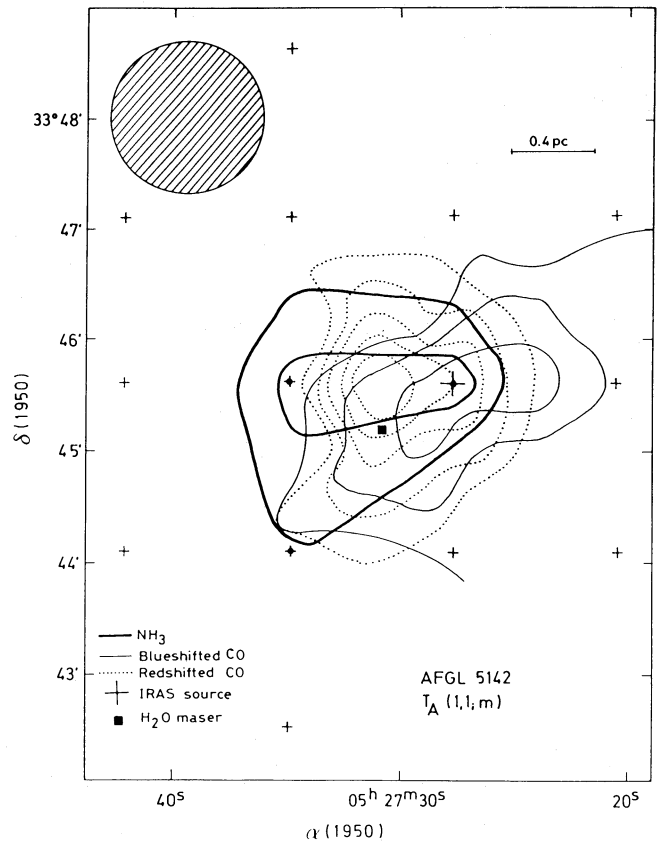 33°48'
0.4 pc
47'
46'
45'
44'
43'
δ (1950)
NH₃
Blueshifted CO
Redshifted CO
IRAS source
H₂O maser
AFGL 5142
T_A (1,1; m)
40ˢ
05ʰ 27ᵐ 30ˢ
20ˢ
α (1950)